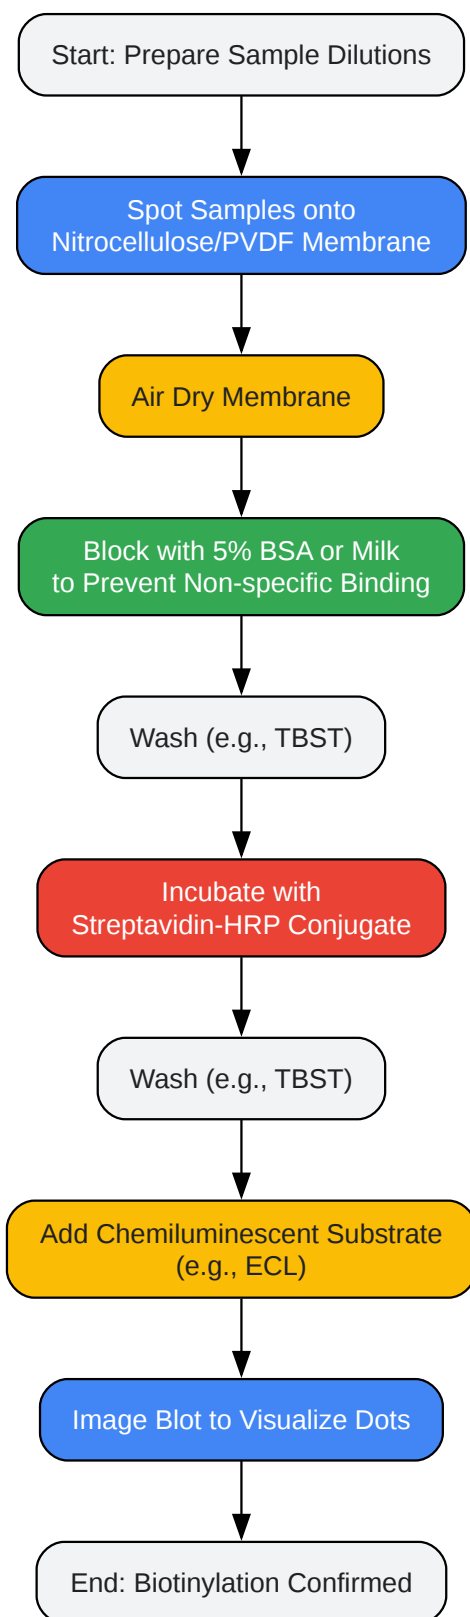 Start: Prepare Sample Dilutions
Spot Samples onto
Nitrocellulose/PVDF Membrane
Air Dry Membrane
Block with 5% BSA or Milk
to Prevent Non-specific Binding
Wash (e.g., TBST)
Incubate with
Streptavidin-HRP Conjugate
Wash (e.g., TBST)
Add Chemiluminescent Substrate
(e.g., ECL)
Image Blot to Visualize Dots
End: Biotinylation Confirmed